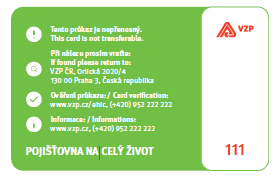 Tento průkaz je nepřenosný.
This card is not transferable.
Při nálezu prosím vraťte:
If found please return to:
VZP ČR, Orlická 2020/4
130 00 Praha 3, Česká republika
Ověření průkazu: / Card verification:
www.vzp.cz/ehic, (+420) 952 222 222
Informace: / Informations:
www.vzp.cz, (+420) 952 222 222
POJIŠŤOVNA NA CELÝ ŽIVOT
VZP
111